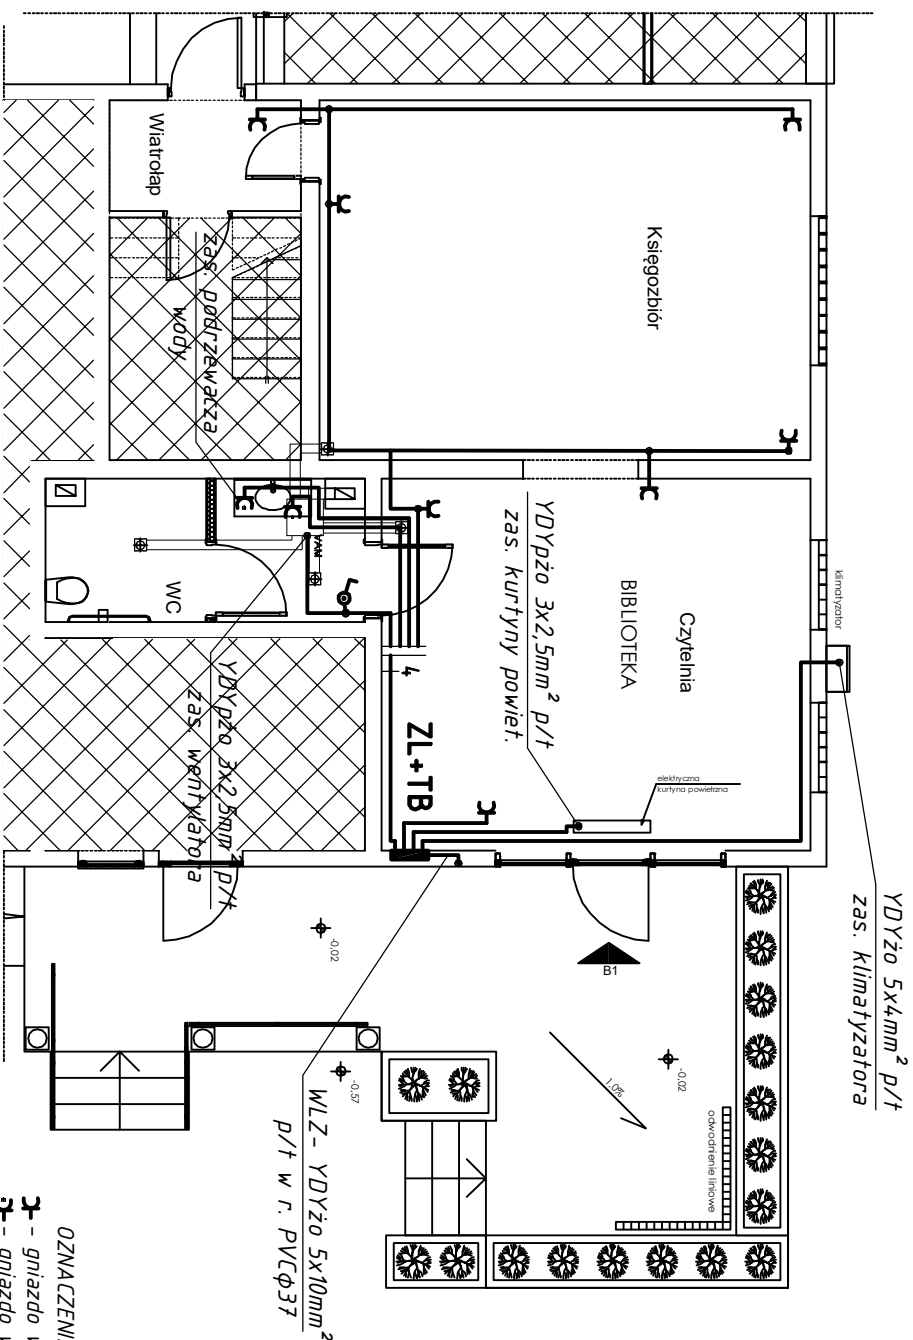 YDYżo 5x4mm² p/t
zas. klimatyzatora
klimatyzator
Księgozbiór
Czytelnia
BIBLIOTEKA
YDYpżo 3x2,5mm² p/t
zas. kurtyny powiet.
elektryczna
kurtyna powietrzna
Wiatrołap
zas. podrzewacza
wody
WC
WAM
4
ZL+TB
YDYpżo 3x2,5mm² p/t
zas. wentylatora
B1
-0,02
-0,02
-0,57
1,0%
odwodnienie liniowe
WLZ- YDYżo 5x10mm²
p/t w r. PVCϕ37
OZNACZENI
- gniazdo
- gniazdo